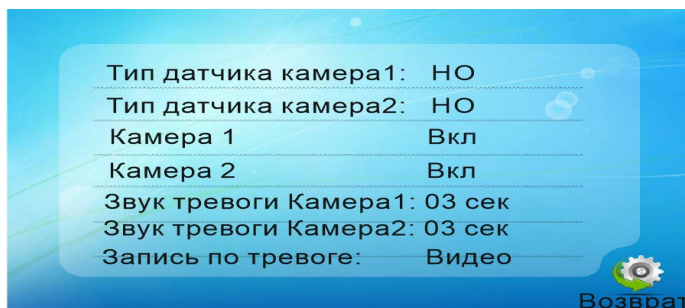 Тип датчика камера1: НО
Тип датчика камера2: НО
Камера 1 Вкл
Камера 2 Вкл
Звук тревоги Камера1: 03 сек
Звук тревоги Камера2: 03 сек
Запись по тревоге: Видео
Возврат